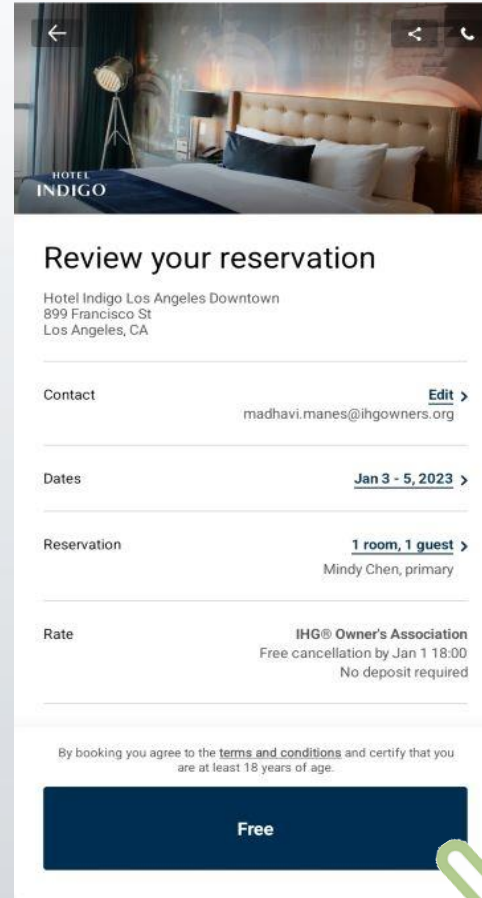 HOTEL
INDIGO
Review your reservation
Hotel Indigo Los Angeles Downtown
899 Francisco St
Los Angeles, CA
Contact
Edit >
madhavi.manes@ihgowners.org
Dates
Jan 3 - 5, 2023 >
Reservation
1 room, 1 guest >
Mindy Chen, primary
Rate
IHG® Owner's Association
Free cancellation by Jan 1 18:00
No deposit required
By booking you agree to the terms and conditions and certify that you
are at least 18 years of age.
Free